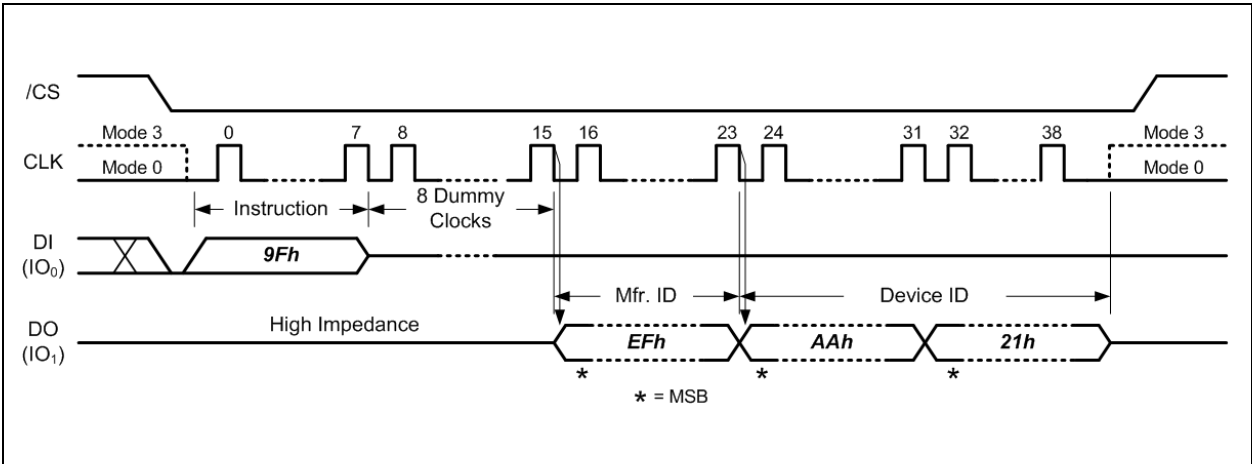 /CS
Mode 3
0
7
8
15
16
23
24
31
32
38
Mode 3
CLK
Mode 0
Mode 0
Instruction
8 Dummy
Clocks
DI
(IO₀)
9Fh
Mfr. ID
Device ID
DO
(IO₁)
High Impedance
EFh
AAh
21h
*
*
*
* = MSB